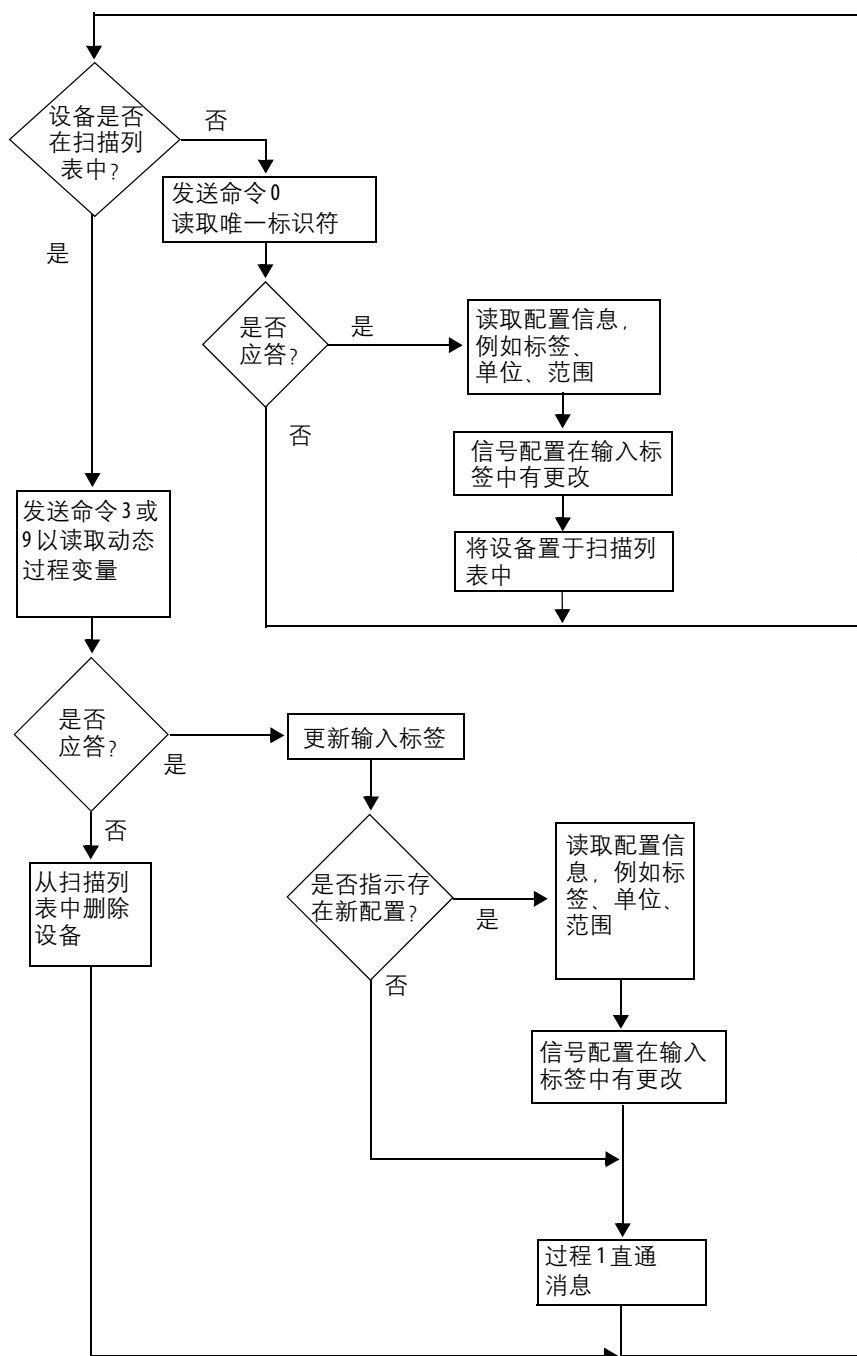 设备是否
在扫描列
表中?
否
是
发送命令0
读取唯一标识符
是否
应答?
是
否
读取配置信息,
例如标签、
单位、范围
信号配置在输入标
签中有更改
将设备置于扫描列
表中
发送命令3或
9以读取动态
过程变量
是否
应答?
是
否
更新输入标签
从扫描列
表中删除
设备
是否指示存
在新配置?
是
否
读取配置信
息, 例如标
签、单位、
范围
信号配置在输入
标签中有更改
过程1直通
消息